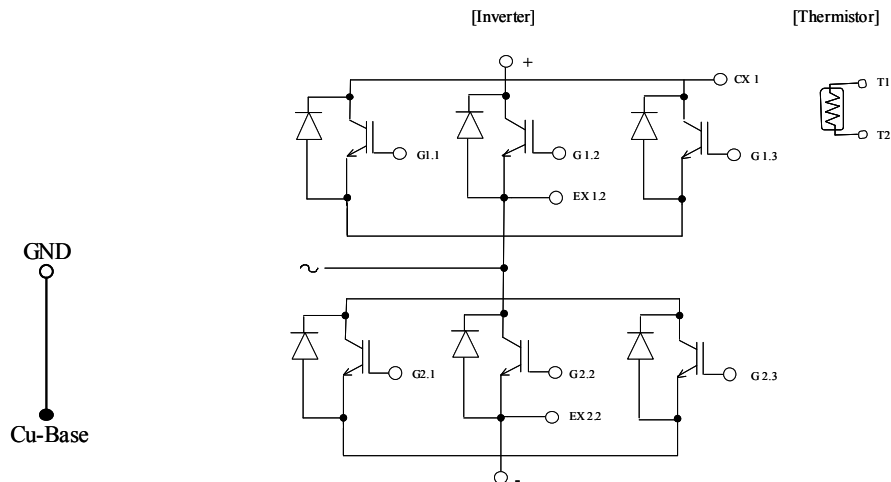 [Inverter]
[Thermistor]
+
CX 1
T1
T2
G1.1
G 1.2
G 1.3
EX 1.2
GND
~
G2.1
G 2.2
G 2.3
EX 2.2
Cu-Base
-